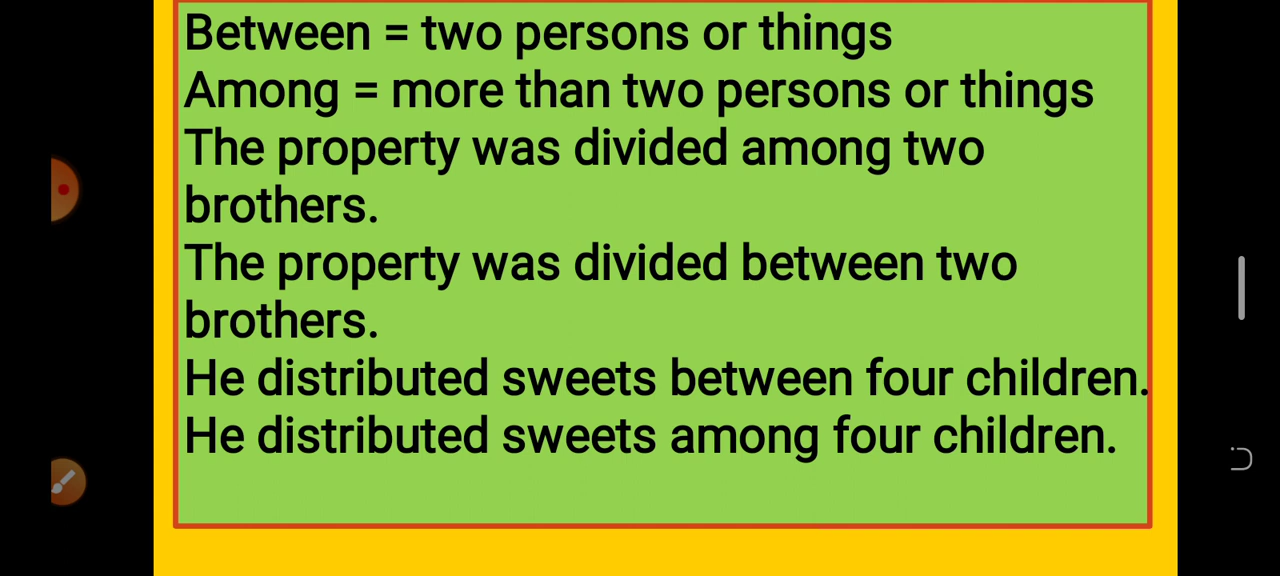 Between = two persons or things
Among = more than two persons or things
The property was divided among two
brothers.
The property was divided between two
brothers.
He distributed sweets between four children.
He distributed sweets among four children.